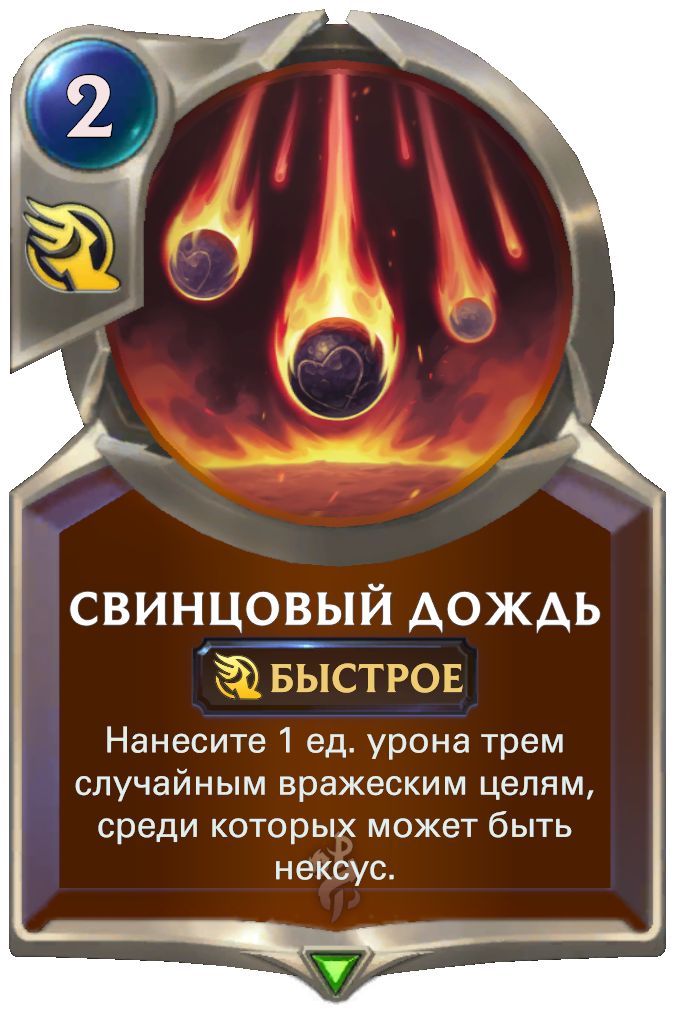 2
СВИНЦОВЫЙ ДОЖДЬ
БЫСТРОЕ
Нанесите 1 ед. урона трем
случайным вражеским целям,
среди которых может быть
нексус.